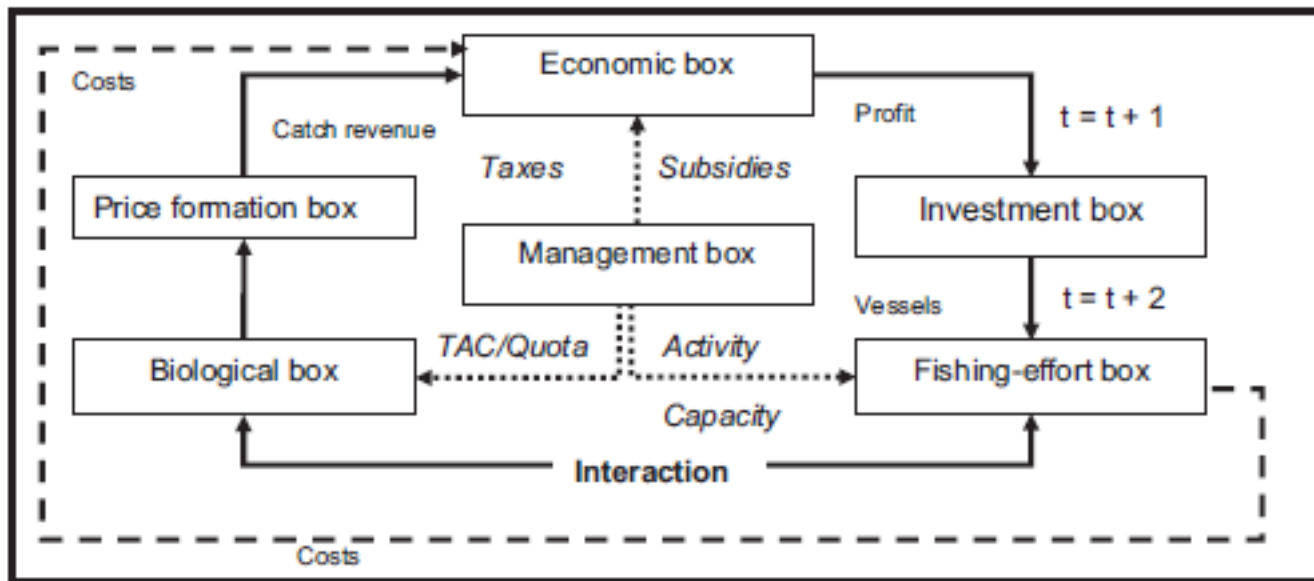 Economic box
Costs
Profit
t = t + 1
Catch revenue
Taxes
Subsidies
Price formation box
Investment box
Management box
Vessels
t = t + 2
TAC/Quota
Activity
Biological box
Fishing-effort box
Capacity
Interaction
Costs